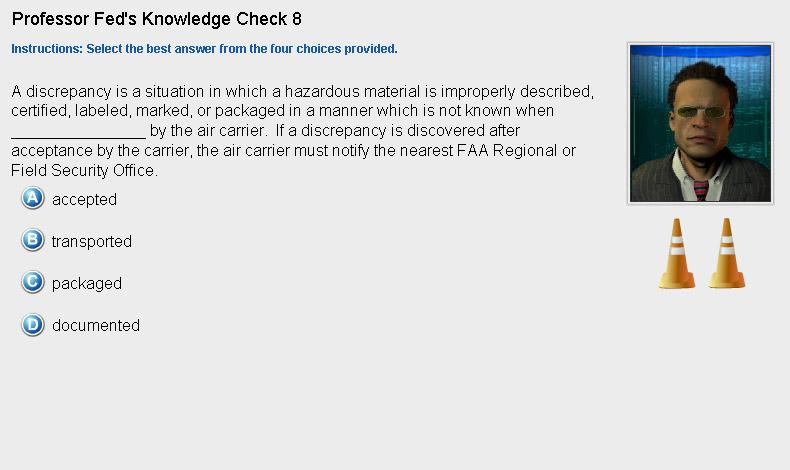 Professor Fed's Knowledge Check 8
Instructions: Select the best answer from the four choices provided.
A discrepancy is a situation in which a hazardous material is improperly described,
certified, labeled, marked, or packaged in a manner which is not known when
________________ by the air carrier. If a discrepancy is discovered after
acceptance by the carrier, the air carrier must notify the nearest FAA Regional or
Field Security Office.
A accepted
B transported
C packaged
D documented